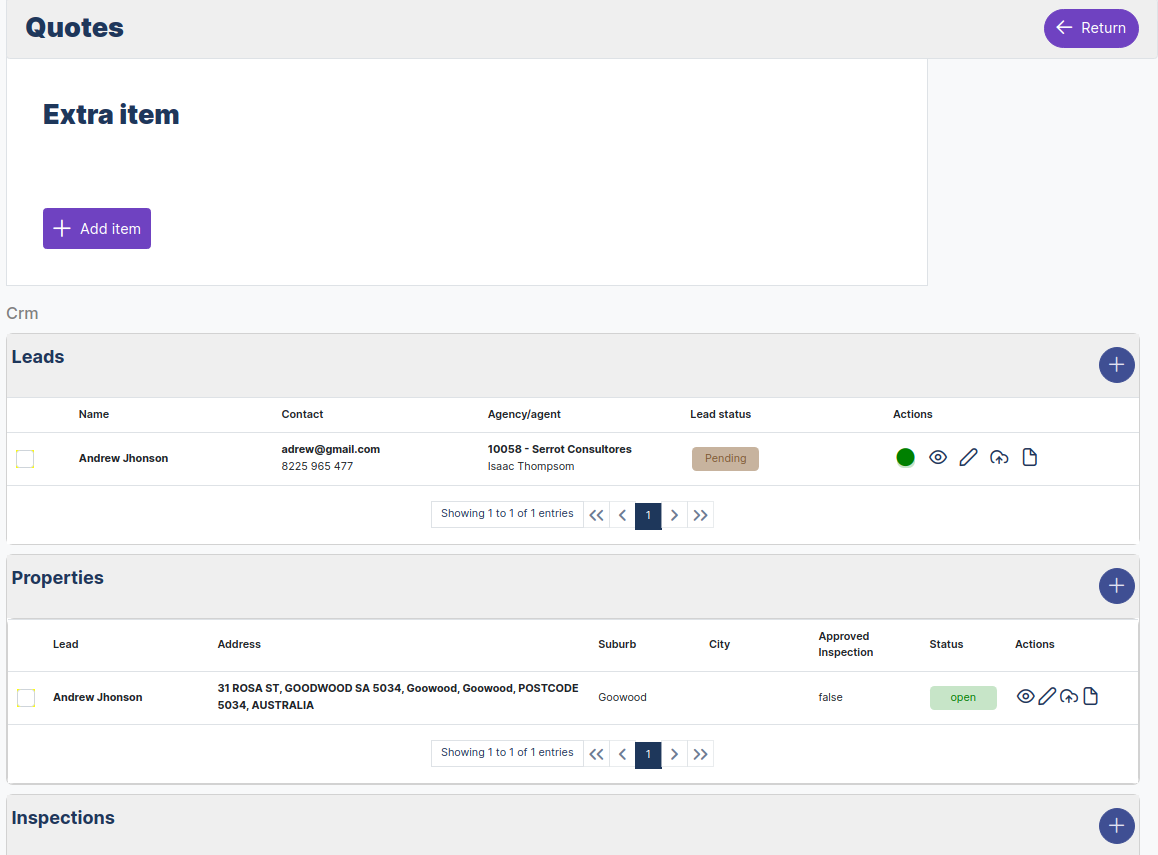 Quotes
Return
Extra item
Add item
Crm
Leads
Name Contact Agency/agent Lead status Actions
Andrew Jhonson adrew@gmail.com 10058 - Serrot Consultores Pending
8225 965 477 Isaac Thompsom
Showing 1 to 1 of 1 entries 1
Properties
Lead Address Suburb City Approved Inspection Status Actions
Andrew Jhonson 31 ROSA ST, GOODWOOD SA 5034, Goowood, Goowood, POSTCODE Goowood false open
5034, AUSTRALIA
Showing 1 to 1 of 1 entries 1
Inspections